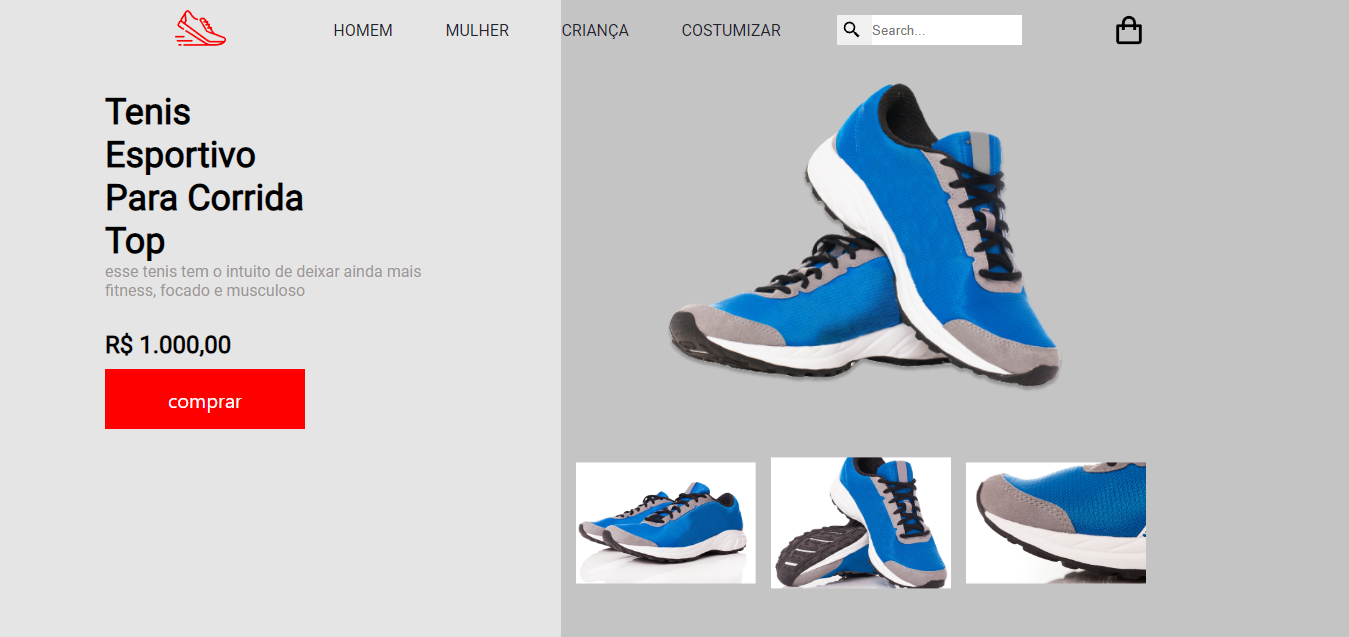 HOMEM MULHER CRIANÇA COSTUMIZAR Search...
Tenis
Esportivo
Para Corrida
Top
esse tenis tem o intuito de deixar ainda mais
fitness, focado e musculoso
R$ 1.000,00
comprar